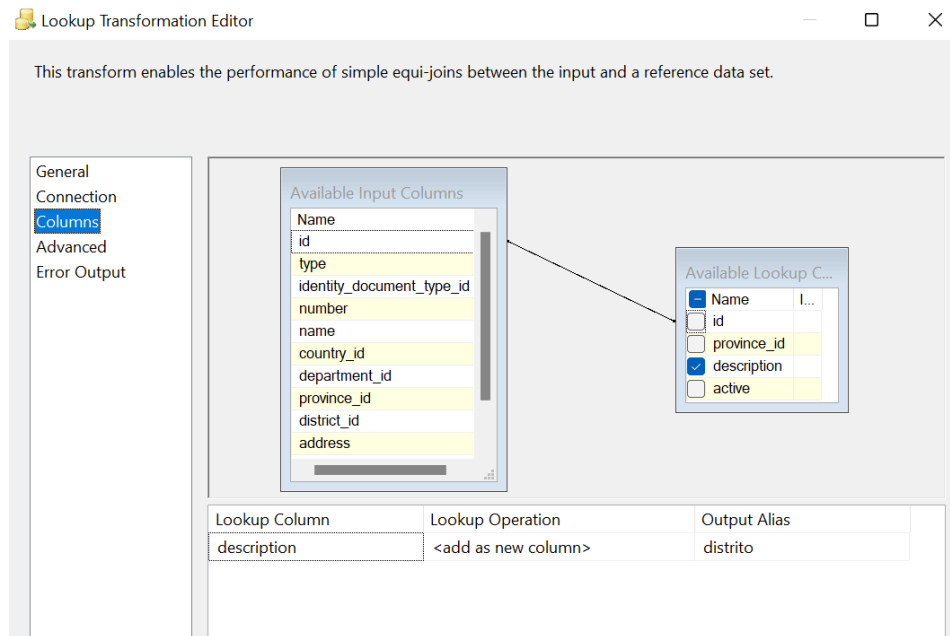 Lookup Transformation Editor
This transform enables the performance of simple equi-joins between the input and a reference data set.
General
Connection
Columns
Advanced
Error Output
Available Input Columns
Name
id
type
identity_document_type_id
number
name
country_id
department_id
province_id
district_id
address
Available Lookup C...
Name I...
id
province_id
description
active
Lookup Column Lookup Operation Output Alias
description <add as new column> distrito